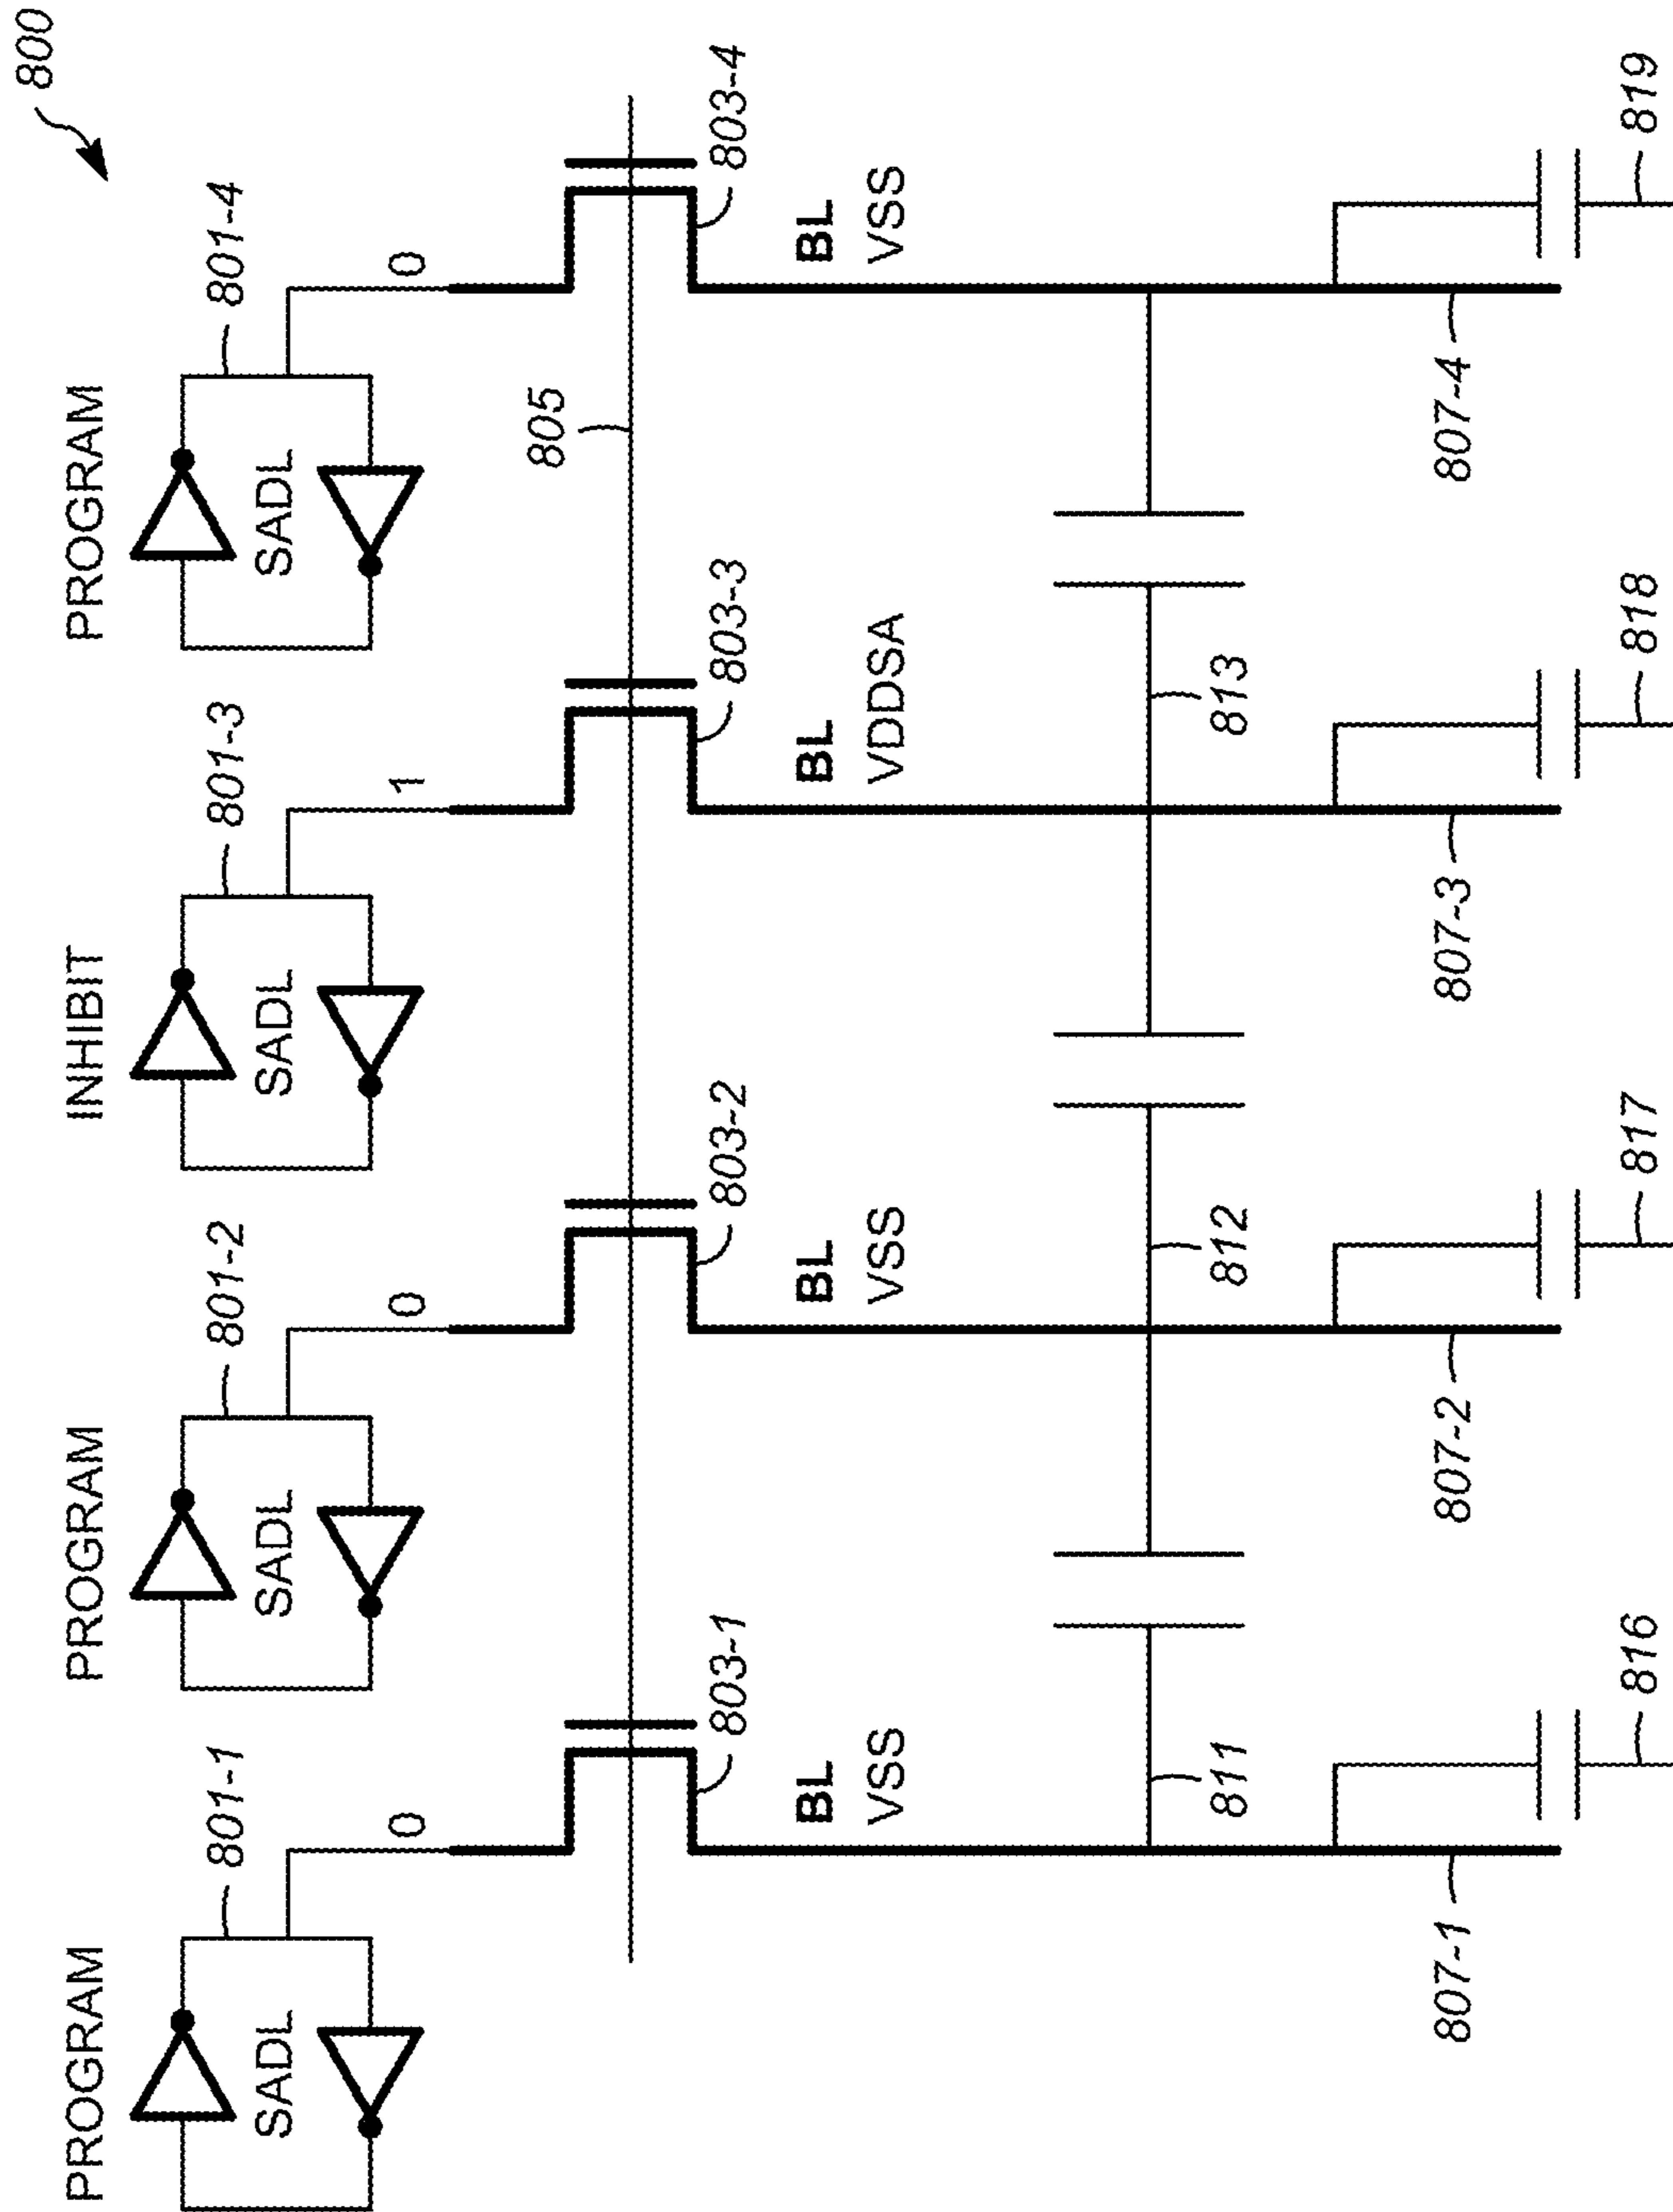 800
PROGRAM
PROGRAM
INHIBIT
PROGRAM
801-1
801-2
801-3
801-4
SADL
SADL
SADL
SADL
0
0
1
0
805
803-1
803-2
803-3
803-4
BL
VSS
BL
VSS
BL
VDDSA
BL
VSS
811
812
813
807-1
807-2
807-3
807-4
816
817
818
819